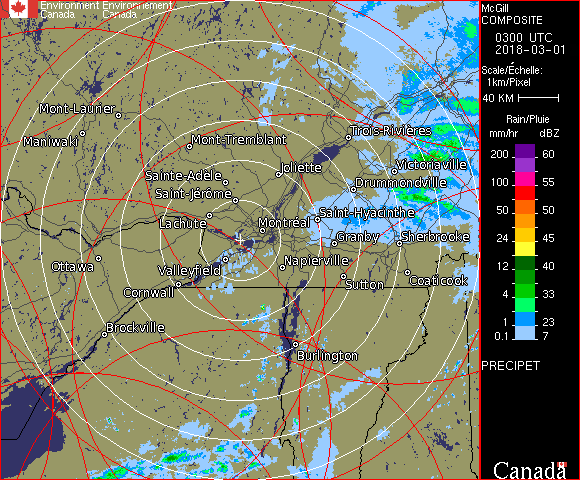 Environment Environnement
Canada Canada
Mont-Laurier
Maniwaki
Mont-Tremblant
Trois-Rivières
Sainte-Adèle
Joliette
Victoriaville
Saint-Jérôme
Drummondville
Lachute
Montréal
Saint-Hyacinthe
Granby
Sherbrooke
Ottawa
Valleyfield
Napierville
Cornwall
Sutton
Coaticook
Brockville
Burlington
McGill
COMPOSITE
0300 UTC
2018-03-01
Scale/Échelle:
1km/Pixel
40 KM
Rain/Pluie
mm/hr dBZ
200 60
100 55
50 50
24 45
12 40
4 33
1 23
0.1 7
PRECIPET
Canada